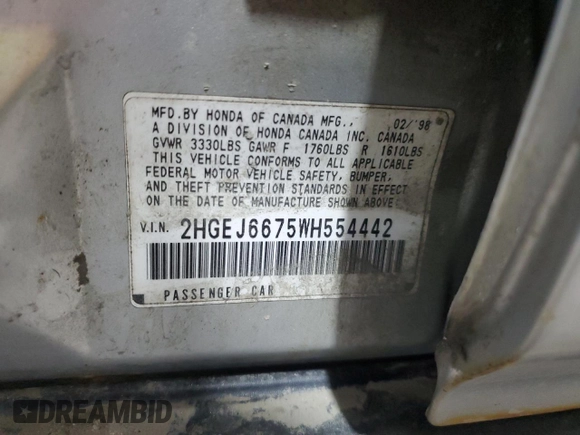 MFD.BY HONDA OF CANADA MFG., 02/'98
A DIVISION OF HONDA CANADA INC. CANADA
GVWR 3330LBS GAWR F 1760LBS R 1610LBS
THIS VEHICLE CONFORMS TO ALL APPLICABLE
FEDERAL MOTOR VEHICLE SAFETY, BUMPER,
AND THEFT PREVENTION STANDARDS IN EFFECT
ON THE DATE OF MANUFACTURE SHOWN ABOVE.
V.I.N. 2HGEJ6675WH554442
PASSENGER CAR
DREAMBID